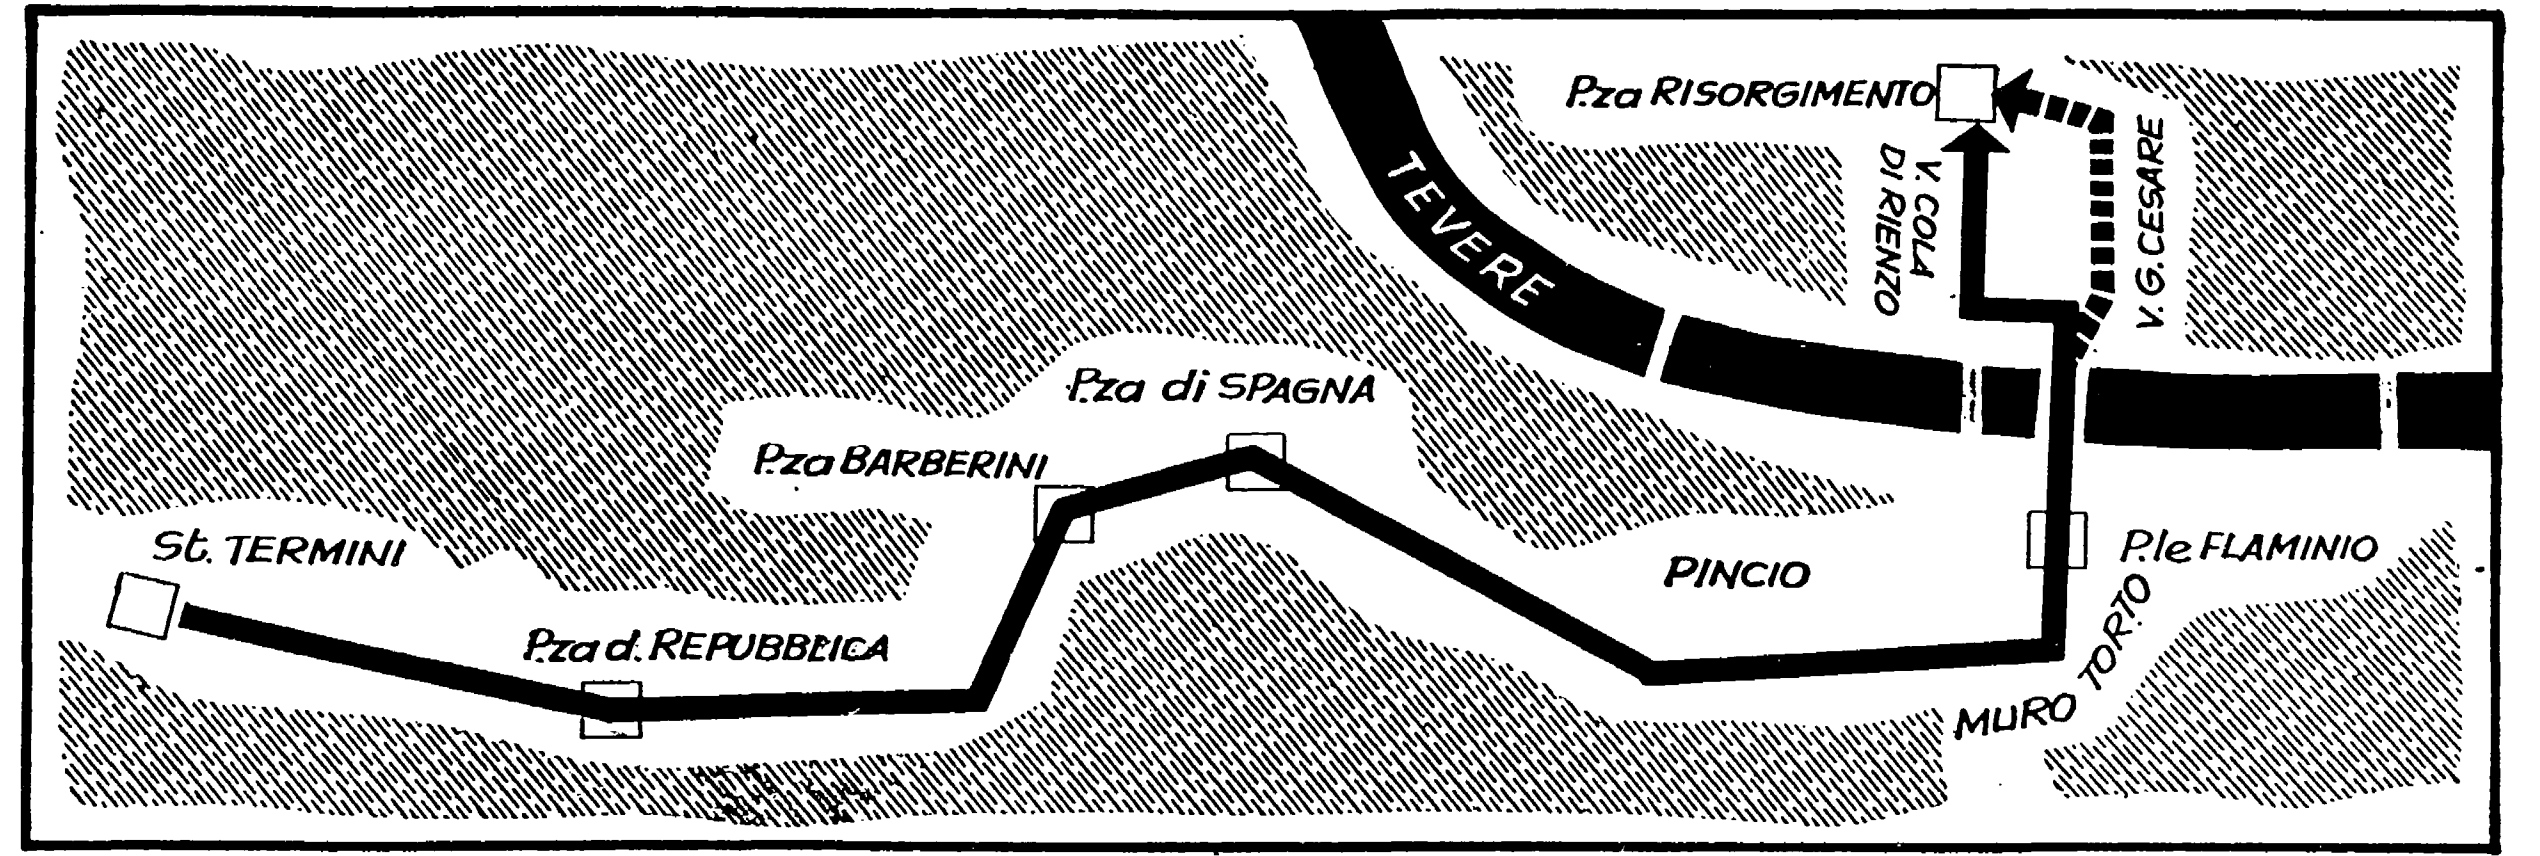 P.za RISORGIMENTO
V. COLA
DI RIENZO
V. G. CESARE
TEVERE
P.za di SPAGNA
P.za BARBERINI
St. TERMINI
P.za d. REPUBBLICA
PINCIO
P.le FLAMINIO
MURO TORTO